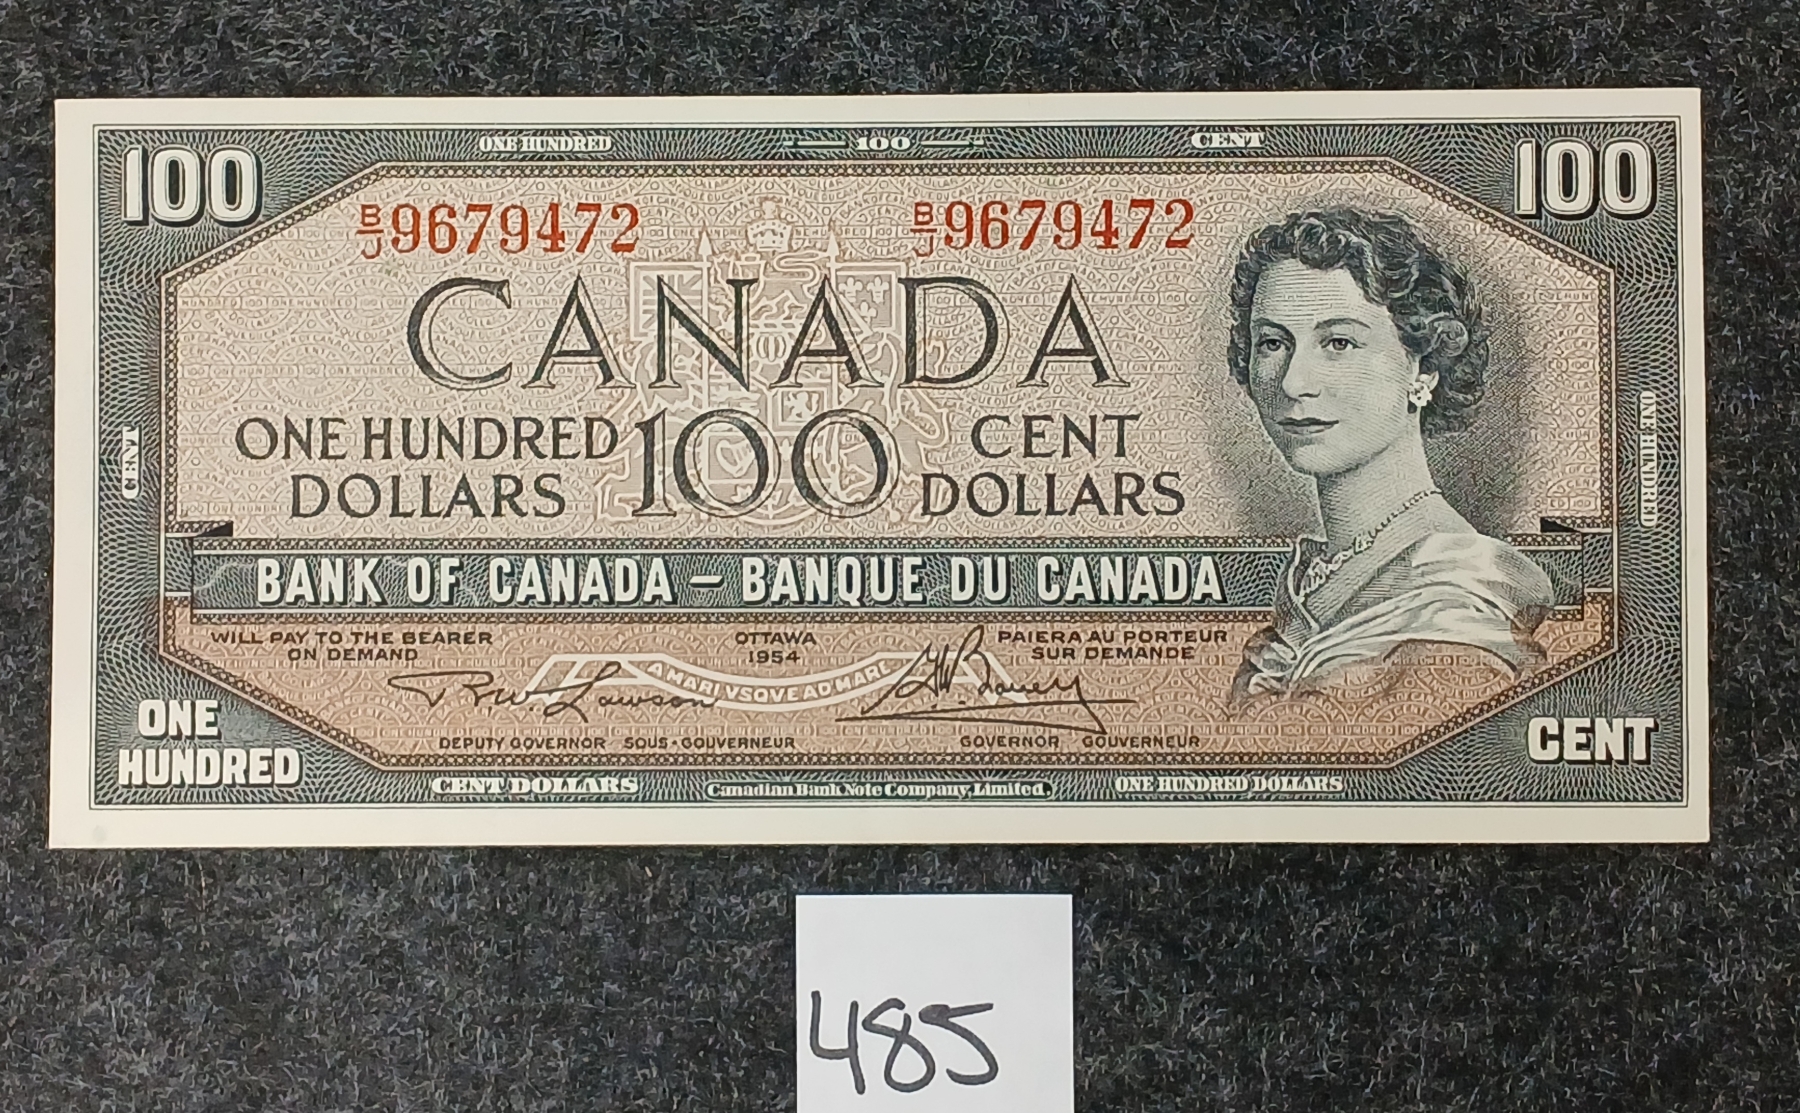 ONE HUNDRED 100 CENT
100 100
B/J 9679472 B/J 9679472
CANADA
ONE HUNDRED DOLLARS 100 CENT DOLLARS
CENT
ONE HUNDRED
BANK OF CANADA – BANQUE DU CANADA
WILL PAY TO THE BEARER ON DEMAND
OTTAWA
1954
PAIERA AU PORTEUR SUR DEMANDE
A MARI VSQVE AD MARE
R W Lawson
DEPUTY GOVERNOR SOUS-GOUVERNEUR
GOVERNOR GOUVERNEUR
ONE HUNDRED
CENT
CENT DOLLARS Canadian Bank Note Company, Limited. ONE HUNDRED DOLLARS
485